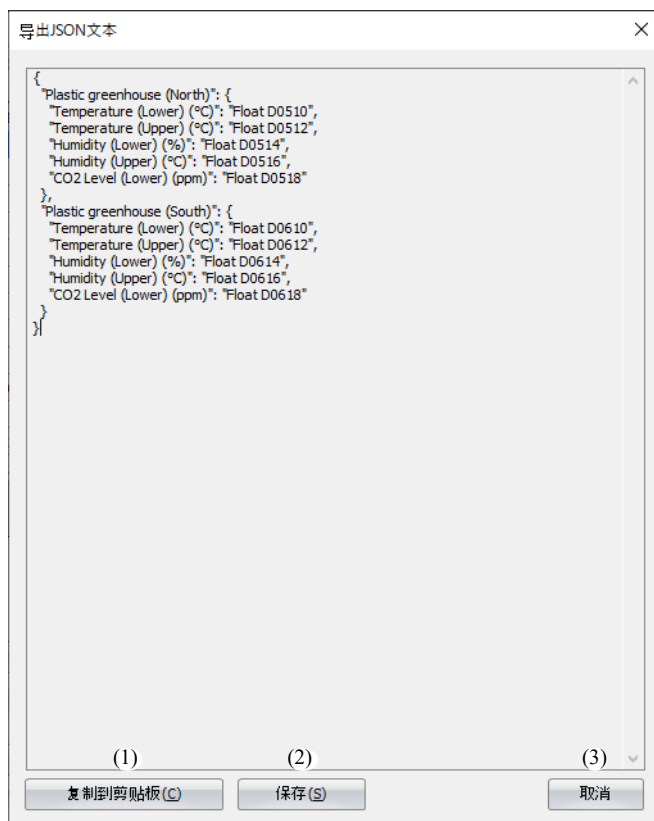 导出JSON文本
{
"Plastic greenhouse (North)": {
"Temperature (Lower) (°C)": "Float D0510",
"Temperature (Upper) (°C)": "Float D0512",
"Humidity (Lower) (%)": "Float D0514",
"Humidity (Upper) (°C)": "Float D0516",
"CO2 Level (Lower) (ppm)": "Float D0518"
},
"Plastic greenhouse (South)": {
"Temperature (Lower) (°C)": "Float D0610",
"Temperature (Upper) (°C)": "Float D0612",
"Humidity (Lower) (%)": "Float D0614",
"Humidity (Upper) (°C)": "Float D0616",
"CO2 Level (Lower) (ppm)": "Float D0618"
}
}
(1) (2) (3)
复制到剪贴板(C) 保存(S) 取消